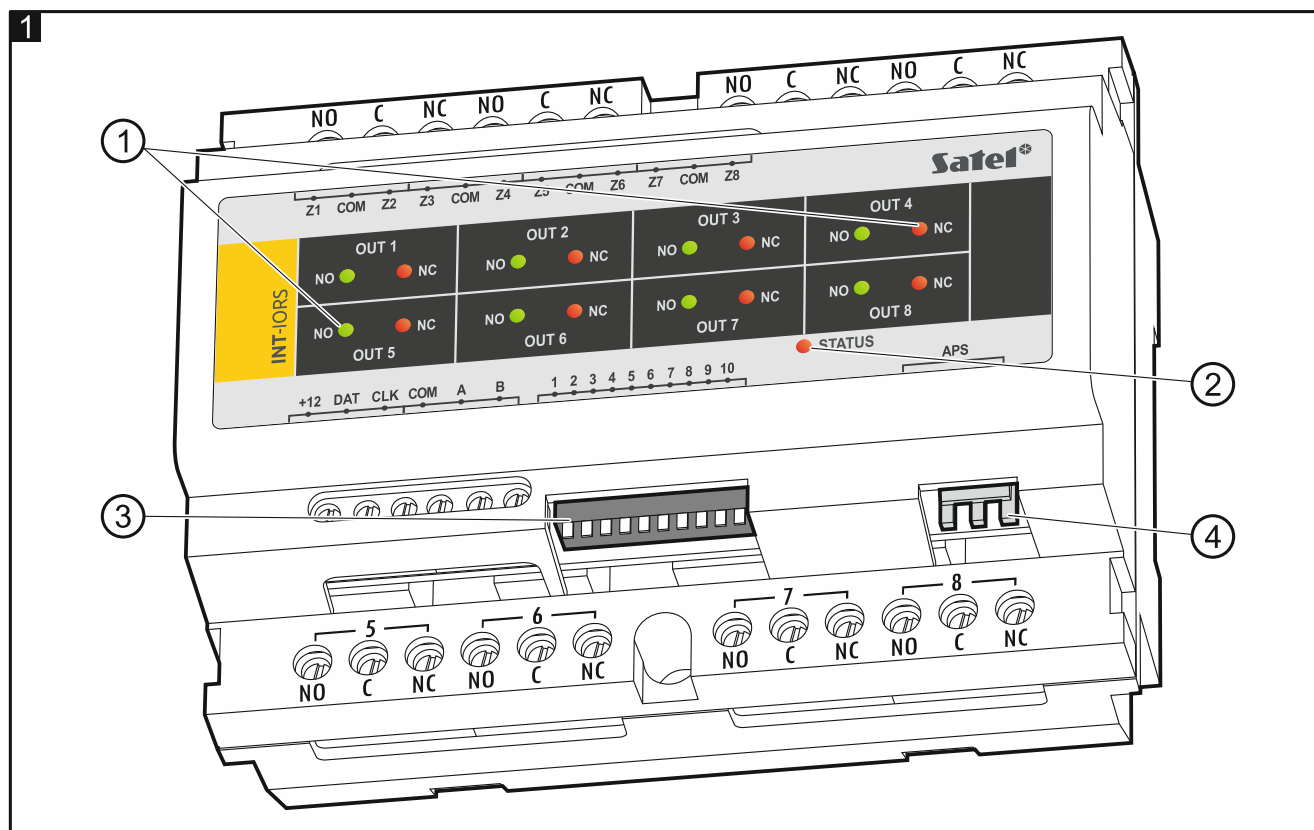 1
NO C NC NO C NC NO C NC NO C NC
Satel
Z1 COM Z2 Z3 COM Z4 Z5 COM Z6 Z7 COM Z8
1
INT-IORS
OUT 1 OUT 2 OUT 3 OUT 4
NO NC NO NC NO NC NO NC
NO NC NO NC NO NC NO NC
OUT 5 OUT 6 OUT 7 OUT 8
STATUS
APS
2
+12 DAT CLK COM A B
1 2 3 4 5 6 7 8 9 10
3
4
5 6 7 8
NO C NC NO C NC NO C NC NO C NC